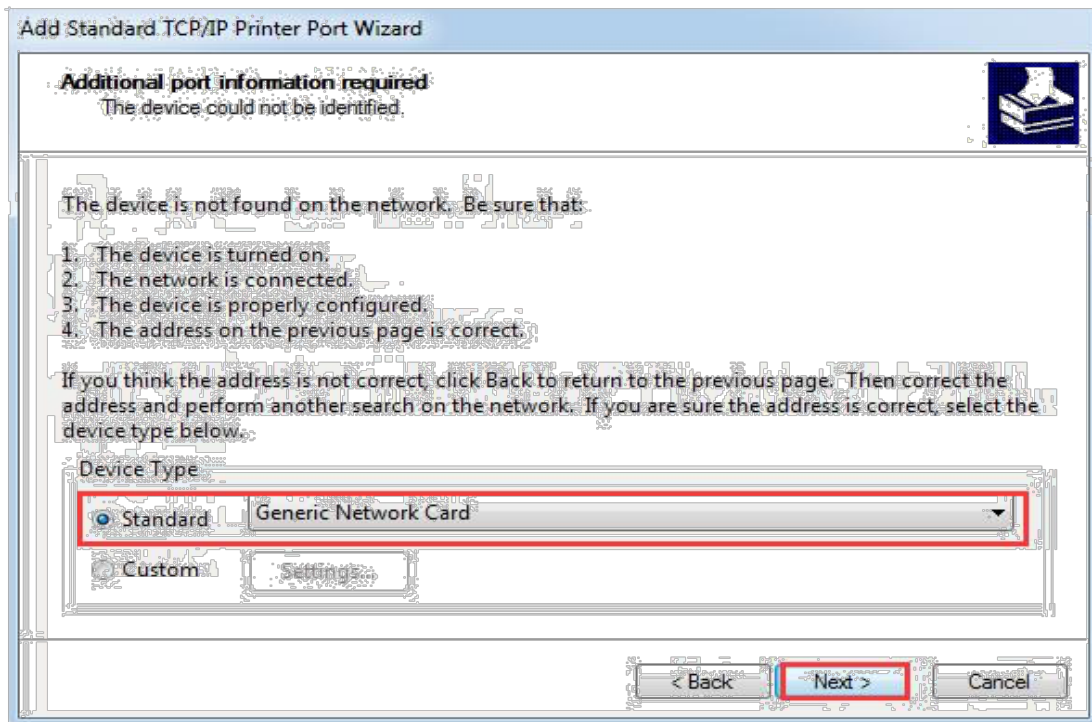 Add Standard TCP/IP Printer Port Wizard
Additional port information required
The device could not be identified.
The device is not found on the network.  Be sure that:
1.  The device is turned on.
2.  The network is connected.
3.  The device is properly configured.
4.  The address on the previous page is correct.
If you think the address is not correct, click Back to return to the previous page.  Then correct the
address and perform another search on the network.  If you are sure the address is correct, select the
device type below.
Device Type
Standard Generic Network Card
Custom Settings...
< Back Next > Cancel